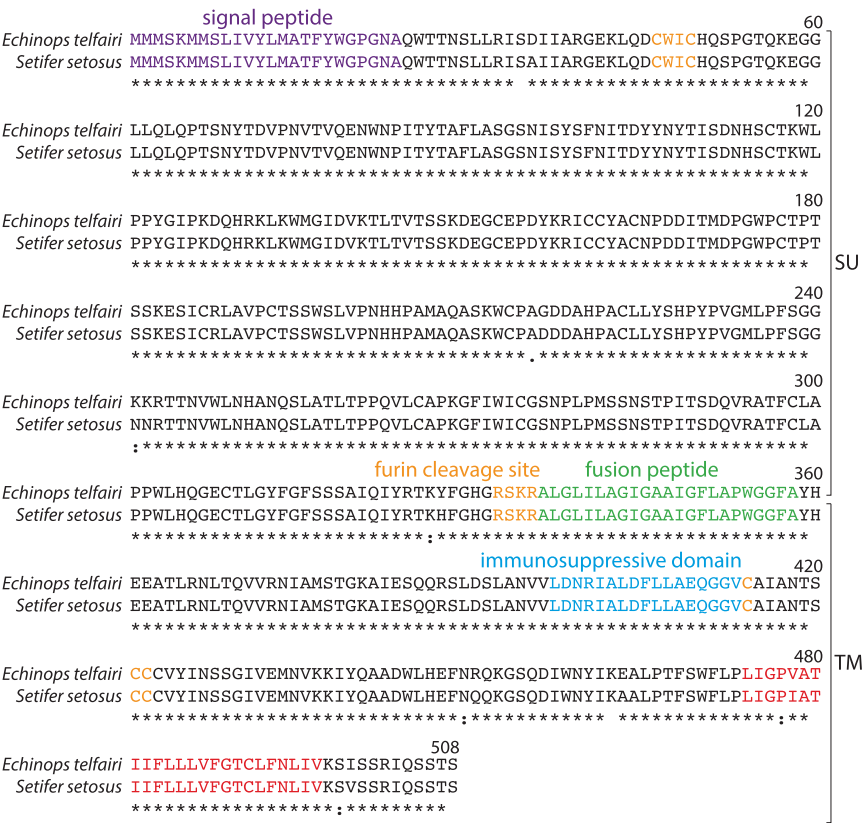 signal peptide
60
Echinops telfairi MMMSKMMSLIVYLMATFYWGPGNAQWTTNSLLRISDIIARGEKLQDCWICHQSPGTQKEGG
Setifer setosus MMMSKMMSLIVYLMATFYWGPGNAQWTTNSLLRISAIIARGEKLQDCWICHQSPGTQKEGG
********************************** *************************
120
Echinops telfairi LLQLQPTSNYTDVPNVTVQENWNPITYTAFLASGSNISYSFNITDYYNYTISDNHSCTKWL
Setifer setosus LLQLQPTSNYTDVPNVTVQENWNPITYTAFLASGSNISYSFNITDYYNYTISDNHSCTKWL
************************************************************
180
Echinops telfairi PPYGIPKDQHRKLKWMGIDVKTLTVTSSKDEGCEPDYKRICCYACNPDDITMDPGWPCTPT
Setifer setosus PPYGIPKDQHRKLKWMGIDVKTLTVTSSKDEGCEPDYKRICCYACNPDDITMDPGWPCTPT
************************************************************
SU
240
Echinops telfairi SSKESICRLAVPCTSSWSLVPNHHPAMAQASKWCPAGDDAHPACLLYSHPYPVGMLPFSGG
Setifer setosus SSKESICRLAVPCTSSWSLVPNHHPAMAQASKWCPADDDAHPACLLYSHPYPVGMLPFSGG
***********************************.************************
300
Echinops telfairi KKRTTNVWLNHANQSLATLTPPQVLCAPKGFIWICGSNPLPMSSNSTPITSDQVRATFCLA
Setifer setosus NNRTTNVWLNHANQSLATLTPPQVLCAPKGFIWICGSNPLPMSSNSTPITSDQVRATFCLA
:***********************************************************
furin cleavage site fusion peptide
360
Echinops telfairi PPWLHQGECTLGYFGFSSSAIQIYRTKYFGHGRSKRALGLILAGIGAAIGFLAPWGGFAYH
Setifer setosus PPWLHQGECTLGYFGFSSSAIQIYRTKHFGHGRSKRALGLILAGIGAAIGFLAPWGGFAYH
**************************:*********************************
immunosuppressive domain
420
Echinops telfairi EEATLRNLTQVVRNIAMSTGKAIESQQRSLDSLANVVLDNRIALDFLLAEQGGVCAIANTS
Setifer setosus EEATLRNLTQVVRNIAMSTGKAIESQQRSLDSLANVVLDNRIALDFLLAEQGGVCAIANTS
************************************************************
480
TM
Echinops telfairi CCCVYINSSGIVEMNVKKIYQAADWLHEFNRQKGSQDIWNYIKEALPTFSWFLPLIGPVAT
Setifer setosus CCCVYINSSGIVEMNVKKIYQAADWLHEFNQQKGSQDIWNYIKAALPTFSWFLPLIGPIAT
*****************************:************ **************:**
508
Echinops telfairi IIFLLLVFGTCLFNLIVKSISSRIQSSTS
Setifer setosus IIFLLLVFGTCLFNLIVKSVSSRIQSSTS
******************:*********